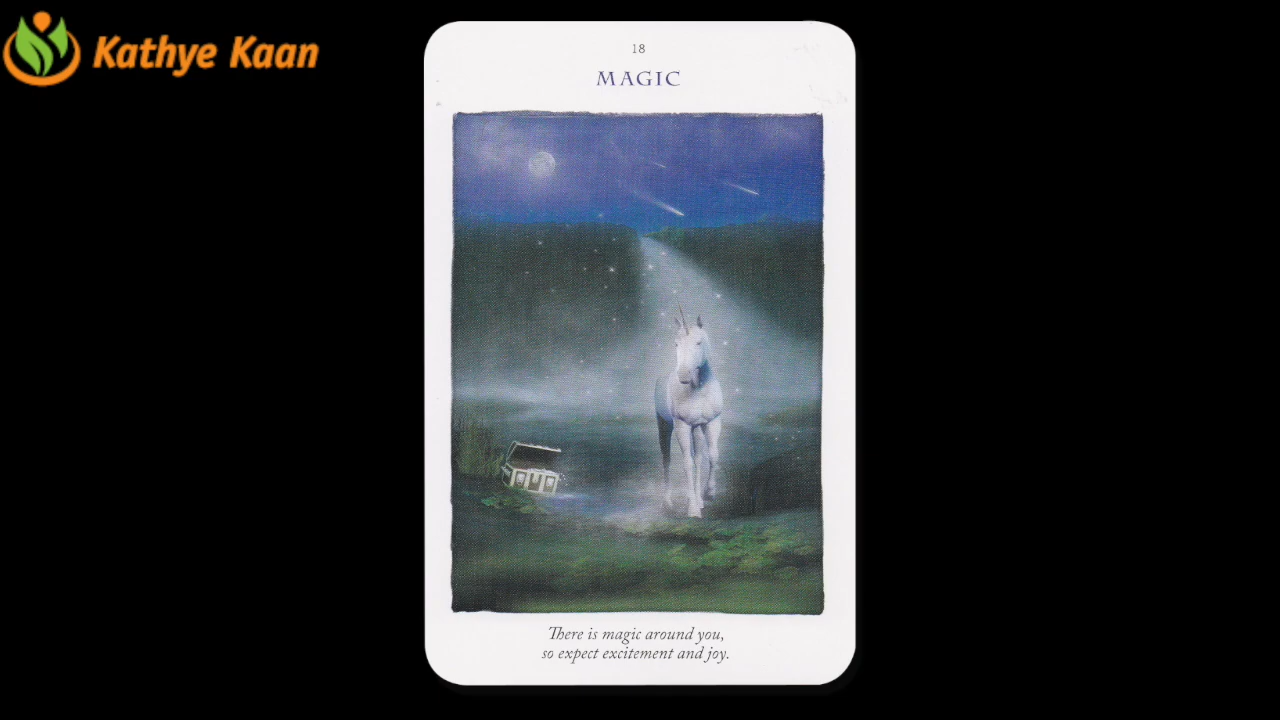 Kathye Kaan
18
MAGIC
There is magic around you,
so expect excitement and joy.